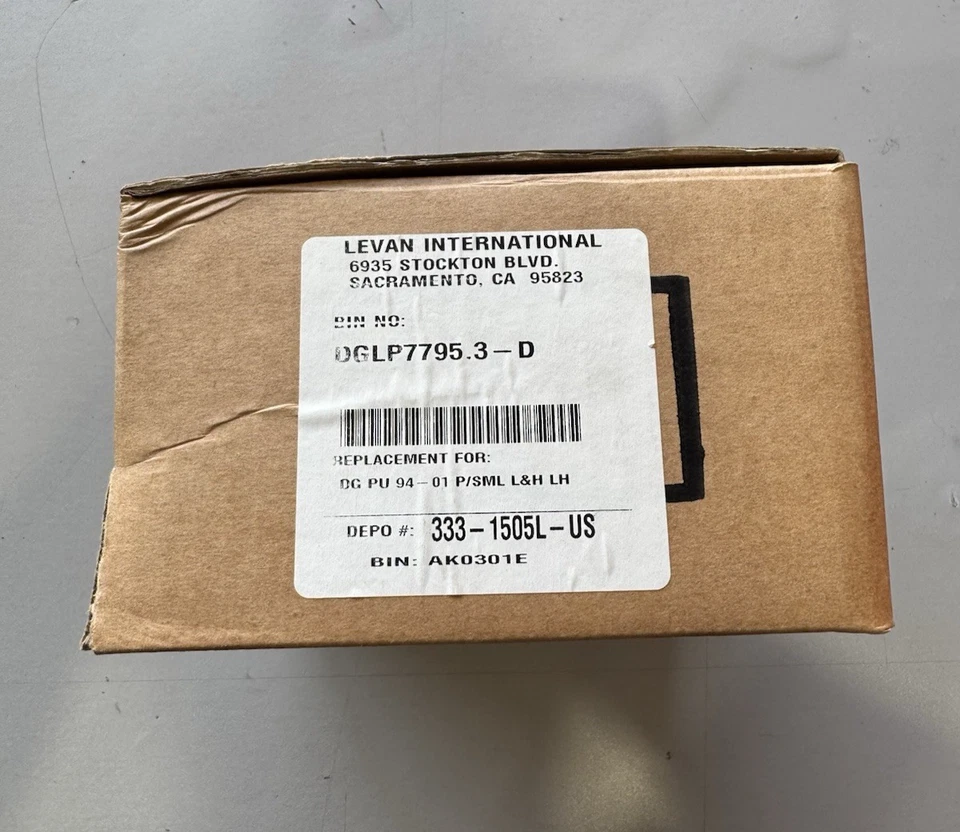 LEVAN INTERNATIONAL
6935 STOCKTON BLVD.
SACRAMENTO, CA 95823
BIN NO:
DGLP7795.3-D
REPLACEMENT FOR:
DG PU 94-01 P/SML L&H LH
DEPO #: 333-1505L-US
BIN: AK0301E